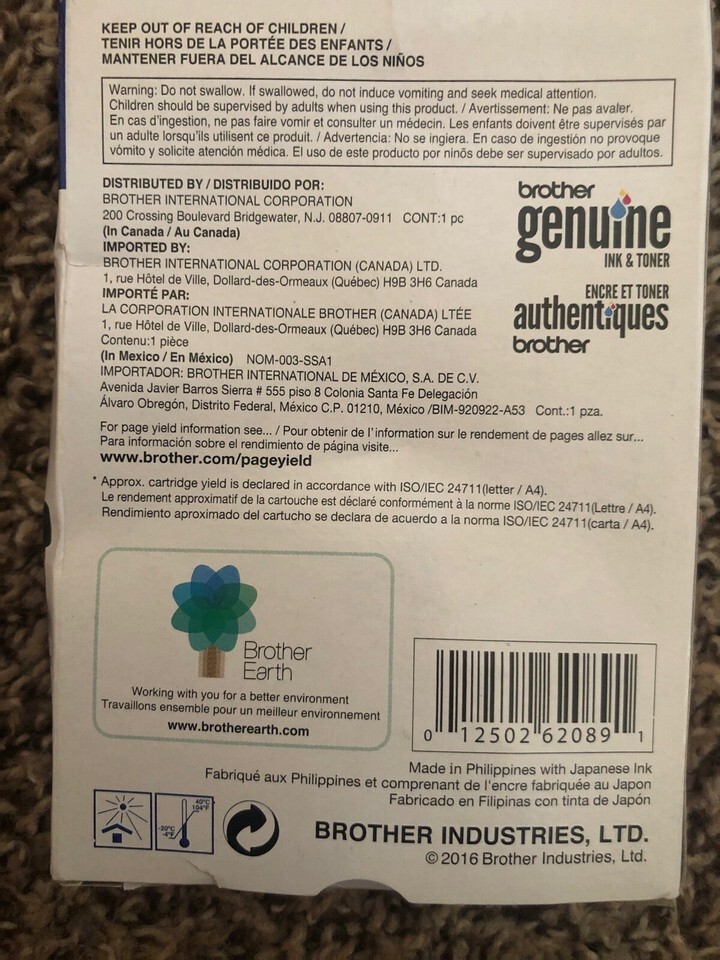 KEEP OUT OF REACH OF CHILDREN /
TENIR HORS DE LA PORTÉE DES ENFANTS /
MANTENER FUERA DEL ALCANCE DE LOS NIÑOS
Warning: Do not swallow. If swallowed, do not induce vomiting and seek medical attention.
Children should be supervised by adults when using this product. / Avertissement: Ne pas avaler.
En cas d'ingestion, ne pas faire vomir et consulter un médecin. Les enfants doivent être supervisés par
un adulte lorsqu'ils utilisent ce produit. / Advertencia: No se ingiera. En caso de ingestión no provoque
vómito y solicite atención médica. El uso de este producto por niños debe ser supervisado por adultos.
DISTRIBUTED BY / DISTRIBUIDO POR:
BROTHER INTERNATIONAL CORPORATION
200 Crossing Boulevard Bridgewater, N.J. 08807-0911 CONT:1 pc
(In Canada / Au Canada)
IMPORTED BY:
BROTHER INTERNATIONAL CORPORATION (CANADA) LTD.
1, rue Hôtel de Ville, Dollard-des-Ormeaux (Québec) H9B 3H6 Canada
IMPORTÉ PAR:
LA CORPORATION INTERNATIONALE BROTHER (CANADA) LTÉE
1, rue Hôtel de Ville, Dollard-des-Ormeaux (Québec) H9B 3H6 Canada
Contenu:1 pièce
(In Mexico / En México) NOM-003-SSA1
IMPORTADOR: BROTHER INTERNATIONAL DE MÉXICO, S.A. DE C.V.
Avenida Javier Barros Sierra # 555 piso 8 Colonia Santa Fe Delegación
Álvaro Obregón, Distrito Federal, México C.P. 01210, México /BIM-920922-A53 Cont.:1 pza.
brother
genuine
INK & TONER
ENCRE ET TONER
authentiques
brother
For page yield information see... / Pour obtenir de l'information sur le rendement de pages allez sur...
Para información sobre el rendimiento de página visite...
www.brother.com/pageyield
* Approx. cartridge yield is declared in accordance with ISO/IEC 24711(letter / A4).
Le rendement approximatif de la cartouche est déclaré conformément à la norme ISO/IEC 24711(Lettre / A4).
Rendimiento aproximado del cartucho se declara de acuerdo a la norma ISO/IEC 24711(carta / A4).
Brother
Earth
Working with you for a better environment
Travaillons ensemble pour un meilleur environnement
www.brotherearth.com
0 12502 62089 1
Made in Philippines with Japanese Ink
Fabriqué aux Philippines et comprenant de l'encre fabriquée au Japon
Fabricado en Filipinas con tinta de Japón
40°C
104°F
-20°C
-4°F
BROTHER INDUSTRIES, LTD.
© 2016 Brother Industries, Ltd.